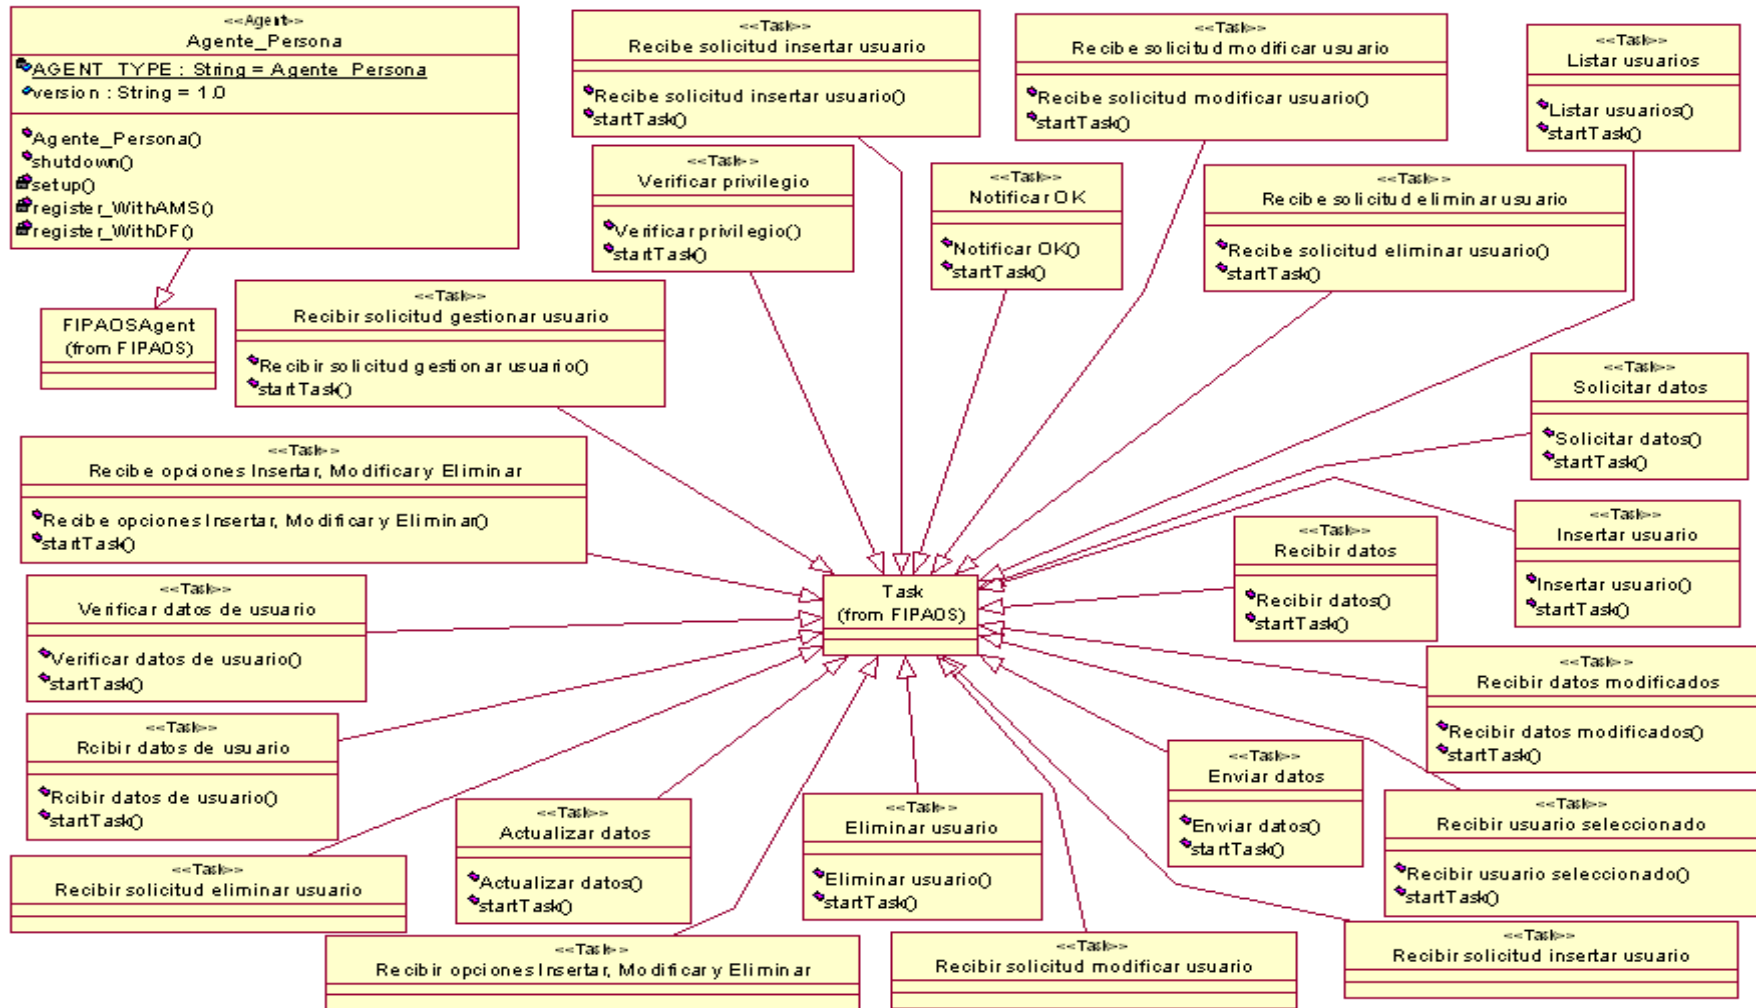 <<Agent>>
Agente_Persona
AGENT_TYPE : String = Agente_Persona
version : String = 1.0
Agente_Persona()
shutdown()
setup()
register_WithAMS()
register_WithDF()
<<Task>>
Recibe solicitud insertar usuario
Recibe solicitud insertar usuario()
startTask()
<<Task>>
Recibe solicitud modificar usuario
Recibe solicitud modificar usuario()
startTask()
<<Task>>
Listar usuarios
Listar usuarios()
startTask()
<<Task>>
Verificar privilegio
Verificar privilegio()
startTask()
<<Task>>
Notificar OK
Notificar OK()
startTask()
<<Task>>
Recibe solicitud eliminar usuario
Recibe solicitud eliminar usuario()
startTask()
FIPAOSAgent
(from FIPAOS)
<<Task>>
Recibir solicitud gestionar usuario
Recibir solicitud gestionar usuario()
startTask()
<<Task>>
Solicitar datos
Solicitar datos()
startTask()
<<Task>>
Recibe opciones Insertar, Modificar y Eliminar
Recibe opciones Insertar, Modificar y Eliminar()
startTask()
<<Task>>
Insertar usuario
Insertar usuario()
startTask()
<<Task>>
Recibir datos
Recibir datos()
startTask()
Task
(from FIPAOS)
<<Task>>
Verificar datos de usuario
Verificar datos de usuario()
startTask()
<<Task>>
Recibir datos modificados
Recibir datos modificados()
startTask()
<<Task>>
Rcibir datos de usuario
Rcibir datos de usuario()
startTask()
<<Task>>
Enviar datos
Enviar datos()
startTask()
<<Task>>
Actualizar datos
Actualizar datos()
startTask()
<<Task>>
Eliminar usuario
Eliminar usuario()
startTask()
<<Task>>
Recibir usuario seleccionado
Recibir usuario seleccionado()
startTask()
<<Task>>
Recibir solicitud eliminar usuario
<<Task>>
Recibir opciones Insertar, Modificar y Eliminar
<<Task>>
Recibir solicitud modificar usuario
<<Task>>
Recibir solicitud insertar usuario